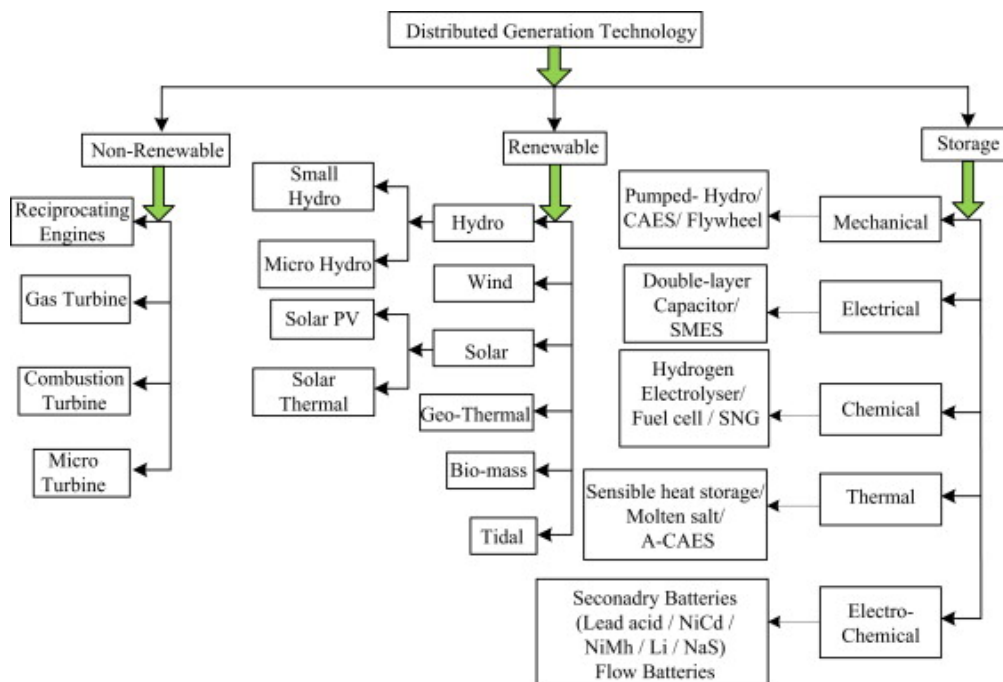 Distributed Generation Technology
Non-Renewable
Renewable
Storage
Reciprocating
Engines
Gas Turbine
Combustion
Turbine
Micro
Turbine
Small
Hydro
Micro Hydro
Hydro
Wind
Solar PV
Solar
Thermal
Solar
Geo-Thermal
Bio-mass
Tidal
Pumped- Hydro/
CAES/ Flywheel
Mechanical
Double-layer
Capacitor/
SMES
Electrical
Hydrogen
Electrolyser/
Fuel cell / SNG
Chemical
Sensible heat storage/
Molten salt/
A-CAES
Thermal
Seconadry Batteries
(Lead acid / NiCd /
NiMh / Li / NaS)
Flow Batteries
Electro-
Chemical